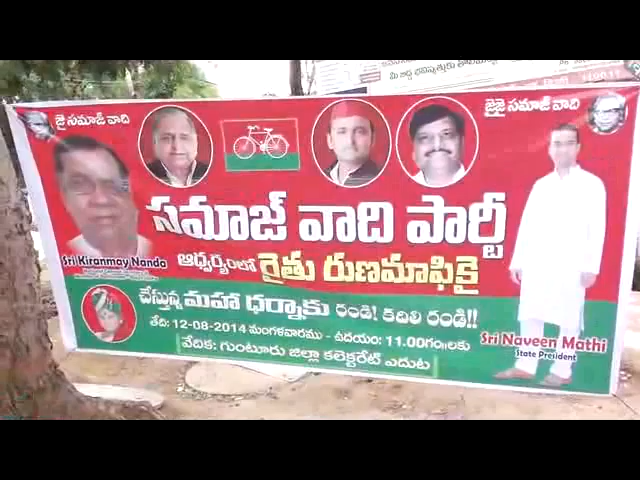 జై సమాజ్ వాది
జైజై సమాజ్ వాది
సమాజ్ వాది పార్టీ
ఆధ్వర్యంలో రైతు రుణమాఫికై
Sri Kiranmay Nanda
చేస్తున్న మహా ధర్నాకు రండి! కదిలి రండి!!
తేది: 12-08-2014 మంగళవారము - ఉదయం: 11.00గం॥లకు
వేదిక: గుంటూరు జిల్లా కలెక్టరేట్ ఎదుట
Sri Naveen Mathi
State President